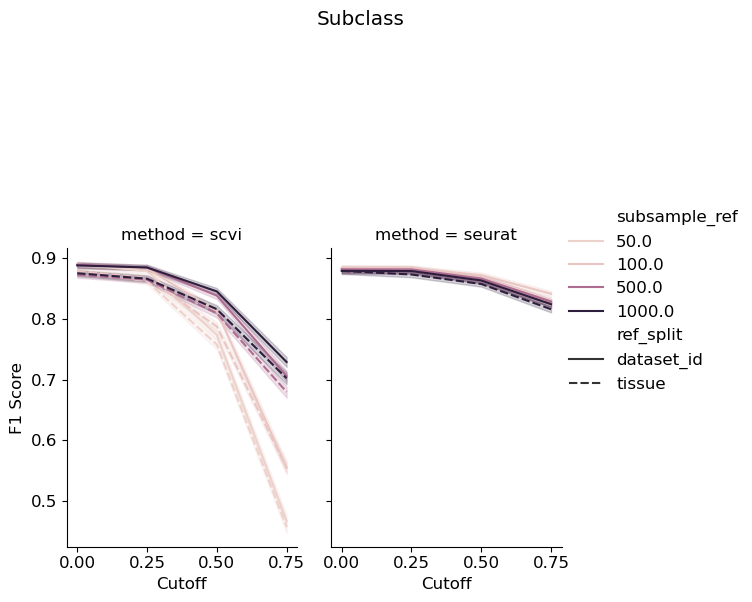 Subclass
method = scvi
method = seurat
F1 Score
0.9
0.8
0.7
0.6
0.5
0.00 0.25 0.50 0.75
0.00 0.25 0.50 0.75
Cutoff
Cutoff
subsample_ref
50.0
100.0
500.0
1000.0
ref_split
dataset_id
tissue